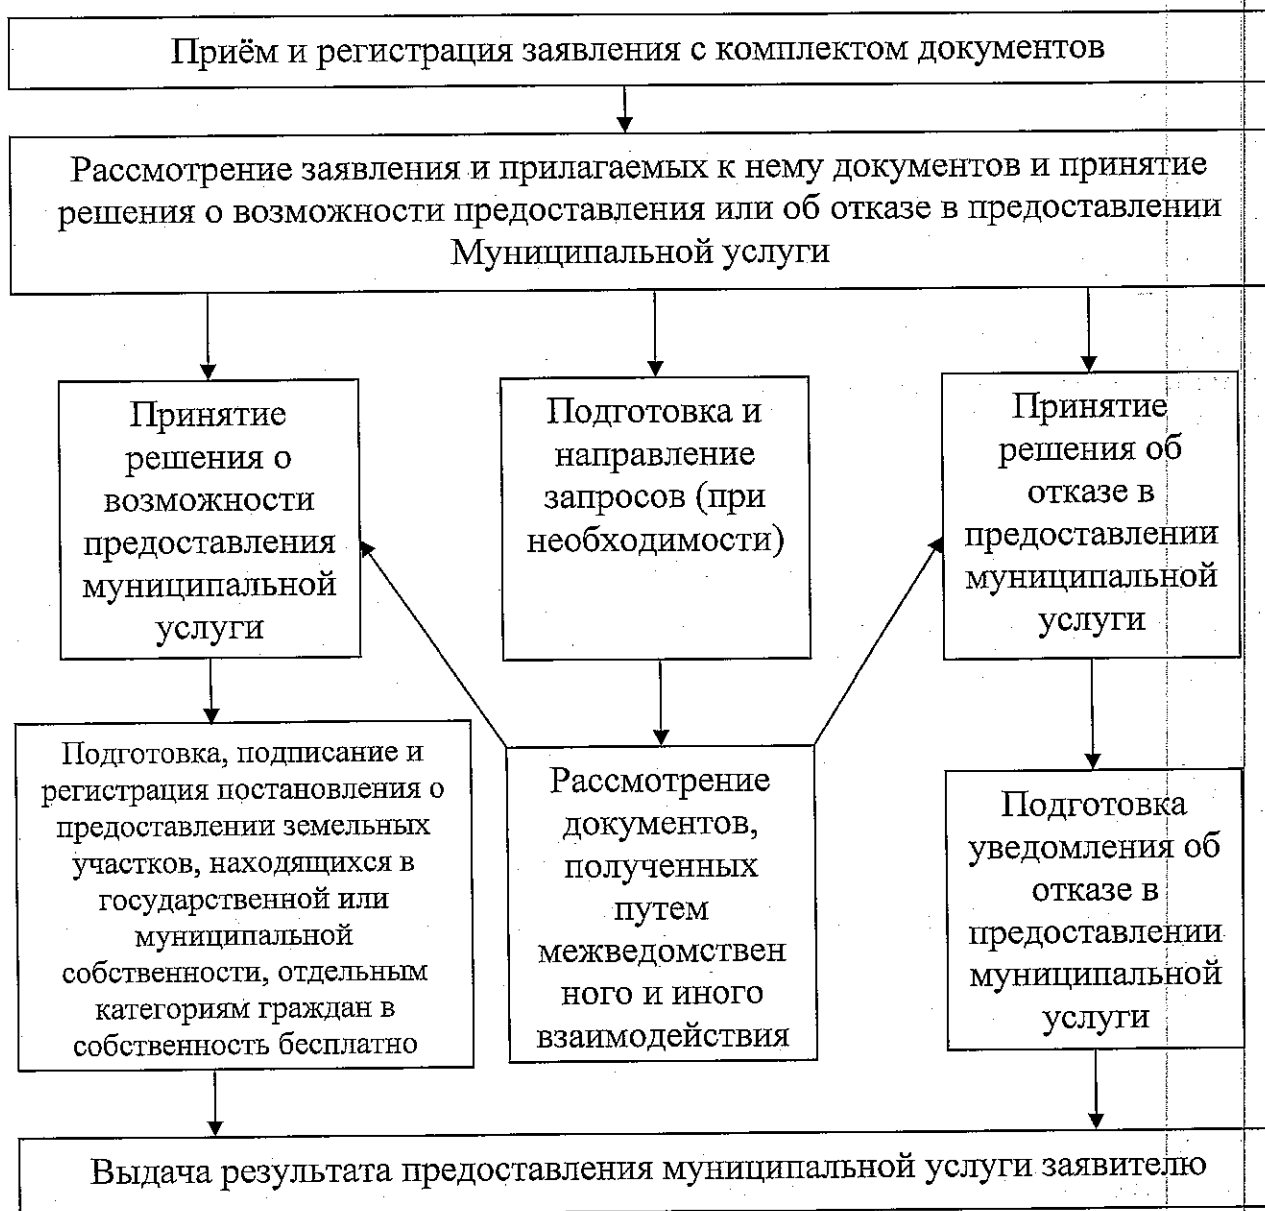 Приём и регистрация заявления с комплектом документов
Рассмотрение заявления и прилагаемых к нему документов и принятие
решения о возможности предоставления или об отказе в предоставлении
Муниципальной услуги
Принятие
решения о
возможности
предоставления
муниципальной
услуги
Подготовка и
направление
запросов (при
необходимости)
Принятие
решения об
отказе в
предоставлении
муниципальной
услуги
Подготовка, подписание и
регистрация постановления о
предоставлении земельных
участков, находящихся в
государственной или
муниципальной
собственности, отдельным
категориям граждан в
собственность бесплатно
Рассмотрение
документов,
полученных
путем
межведомствен
ного и иного
взаимодействия
Подготовка
уведомления об
отказе в
предоставлении
муниципальной
услуги
Выдача результата предоставления муниципальной услуги заявителю